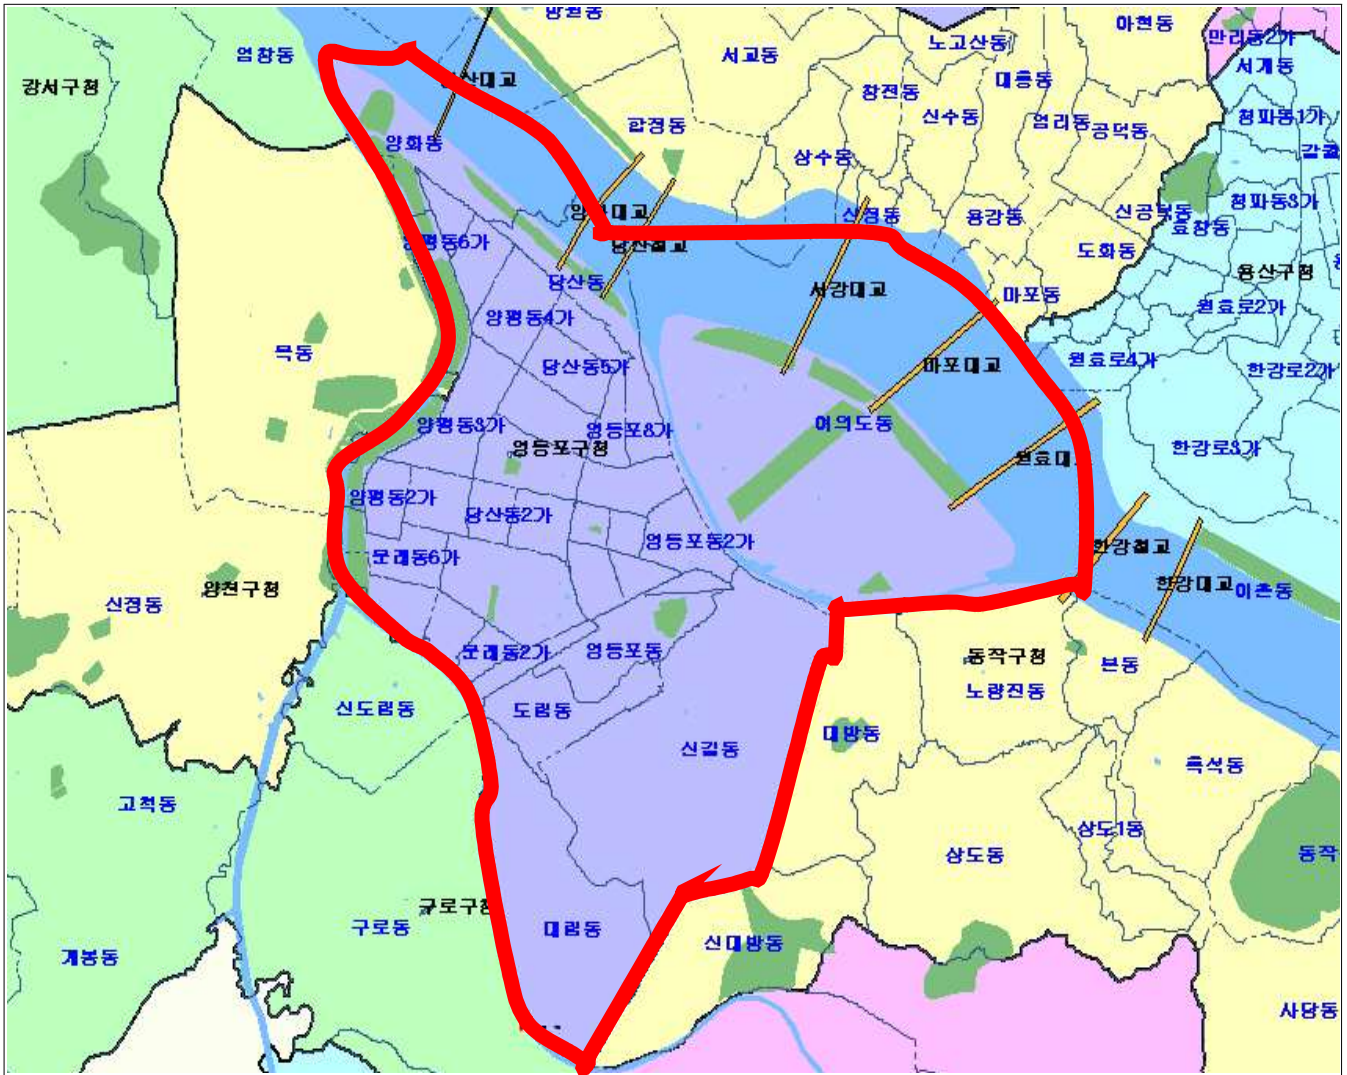 망원동
아현동
노고산동
만리동2가
염창동
서교동
서계동
강서구청
대흥동
창전동
청파동1가
신수동
염리동
공덕동
합정동
양화동
상수동
청파동3가
신정동
용강동
신공덕동
효창동
양평동6가
당산철교
도화동
용산구청
당산동
서강대교
마포동
원효로2가
양평동4가
목동
원효로4가
당산동5가
마포대교
한강로2가
양평동3가
영등포8가
여의도동
영등포구청
한강로3가
양평동2가
당산동2가
영등포동2가
한강철교
문래동6가
양천구청
한강대교
이촌동
신정동
문래동2가
영등포동
동작구청
본동
노량진동
신도림동
도림동
대방동
신길동
흑석동
고척동
상도1동
상도동
동작
구로구청
구로동
대림동
신대방동
개봉동
사당동